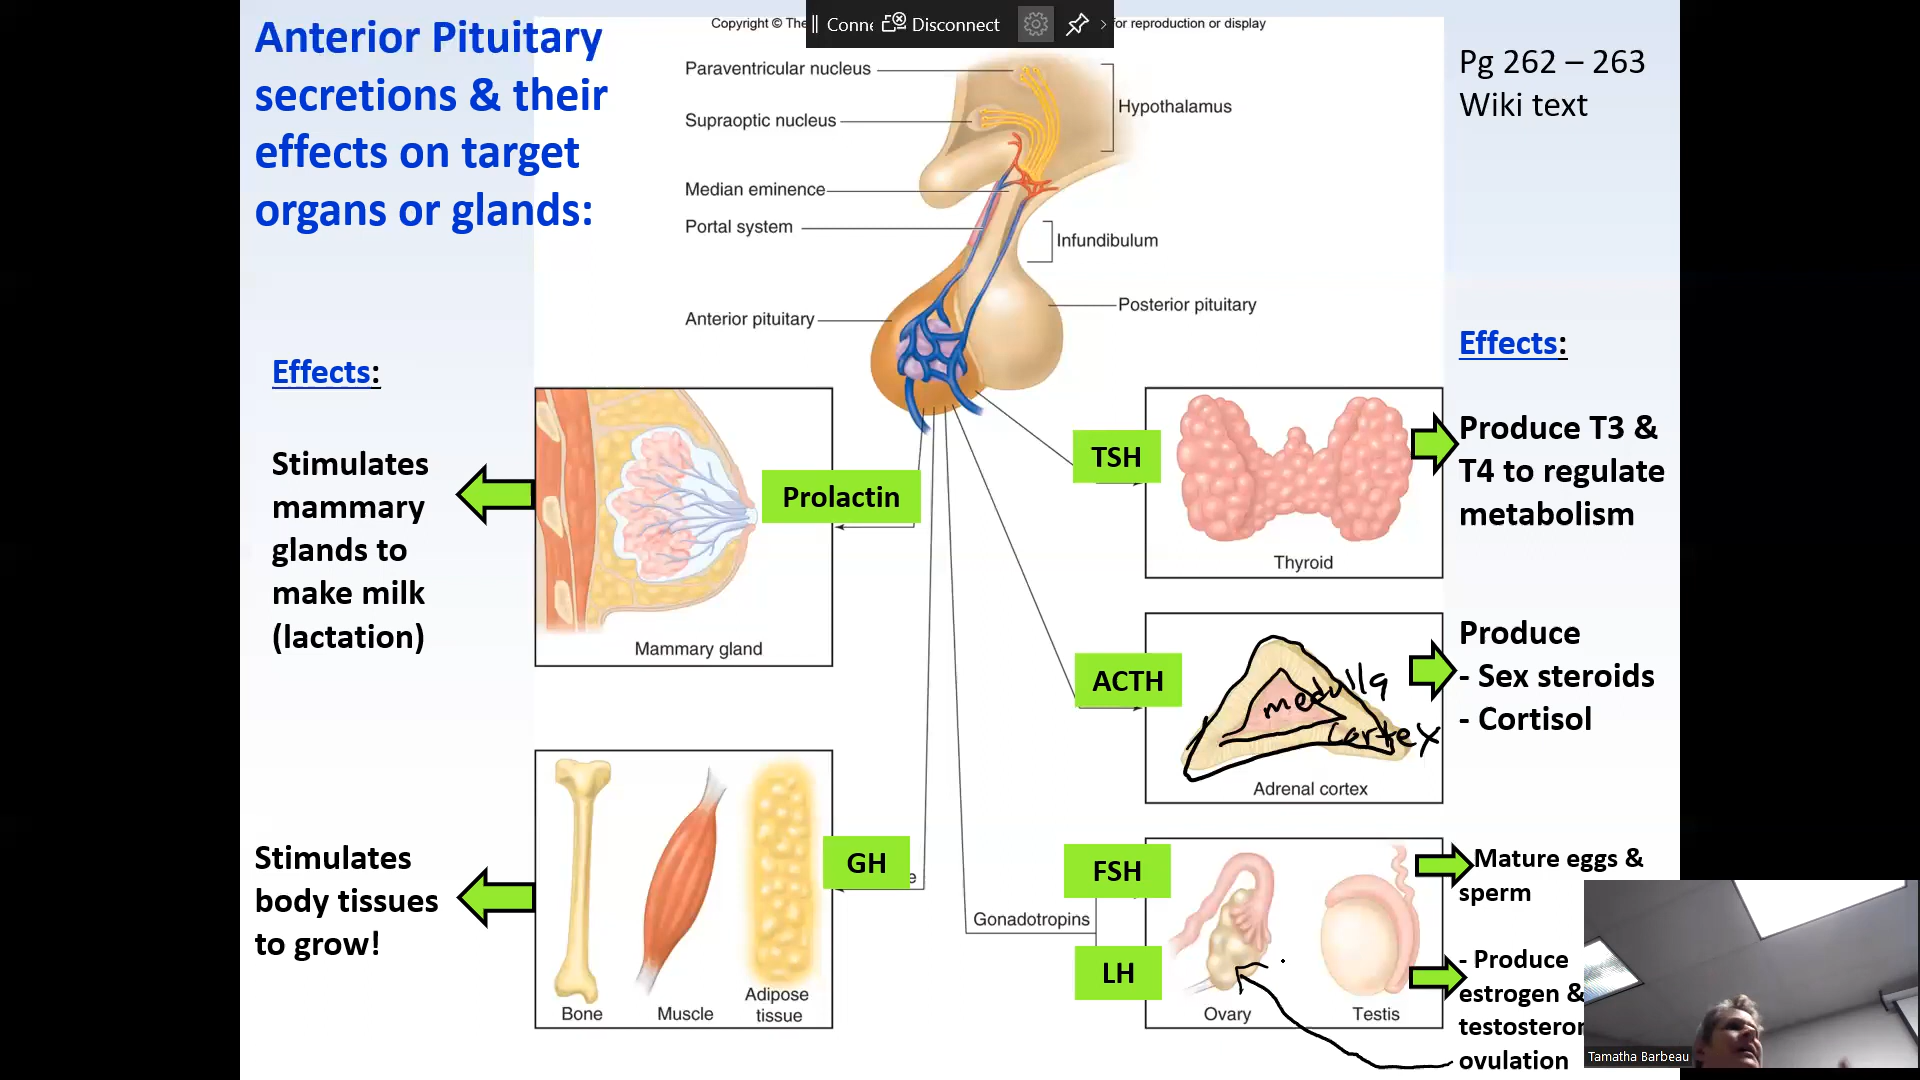 Anterior Pituitary
secretions & their
effects on target
organs or glands:
Copyright © The
Disconnect
for reproduction or display
Pg 262 – 263
Wiki text
Paraventricular nucleus
Hypothalamus
Supraoptic nucleus
Median eminence
Portal system
Infundibulum
Anterior pituitary
Posterior pituitary
Effects:
Stimulates
mammary
glands to
make milk
(lactation)
Prolactin
Mammary gland
Stimulates
body tissues
to grow!
GH
Bone
Muscle
Adipose
tissue
Effects:
TSH
Thyroid
Produce T3 &
T4 to regulate
metabolism
ACTH
medulla
cortex
Adrenal cortex
Produce
- Sex steroids
- Cortisol
FSH
Gonadotropins
LH
Ovary
Testis
Mature eggs &
sperm
- Produce
estrogen &
ovulation
Tamatha Barbeau